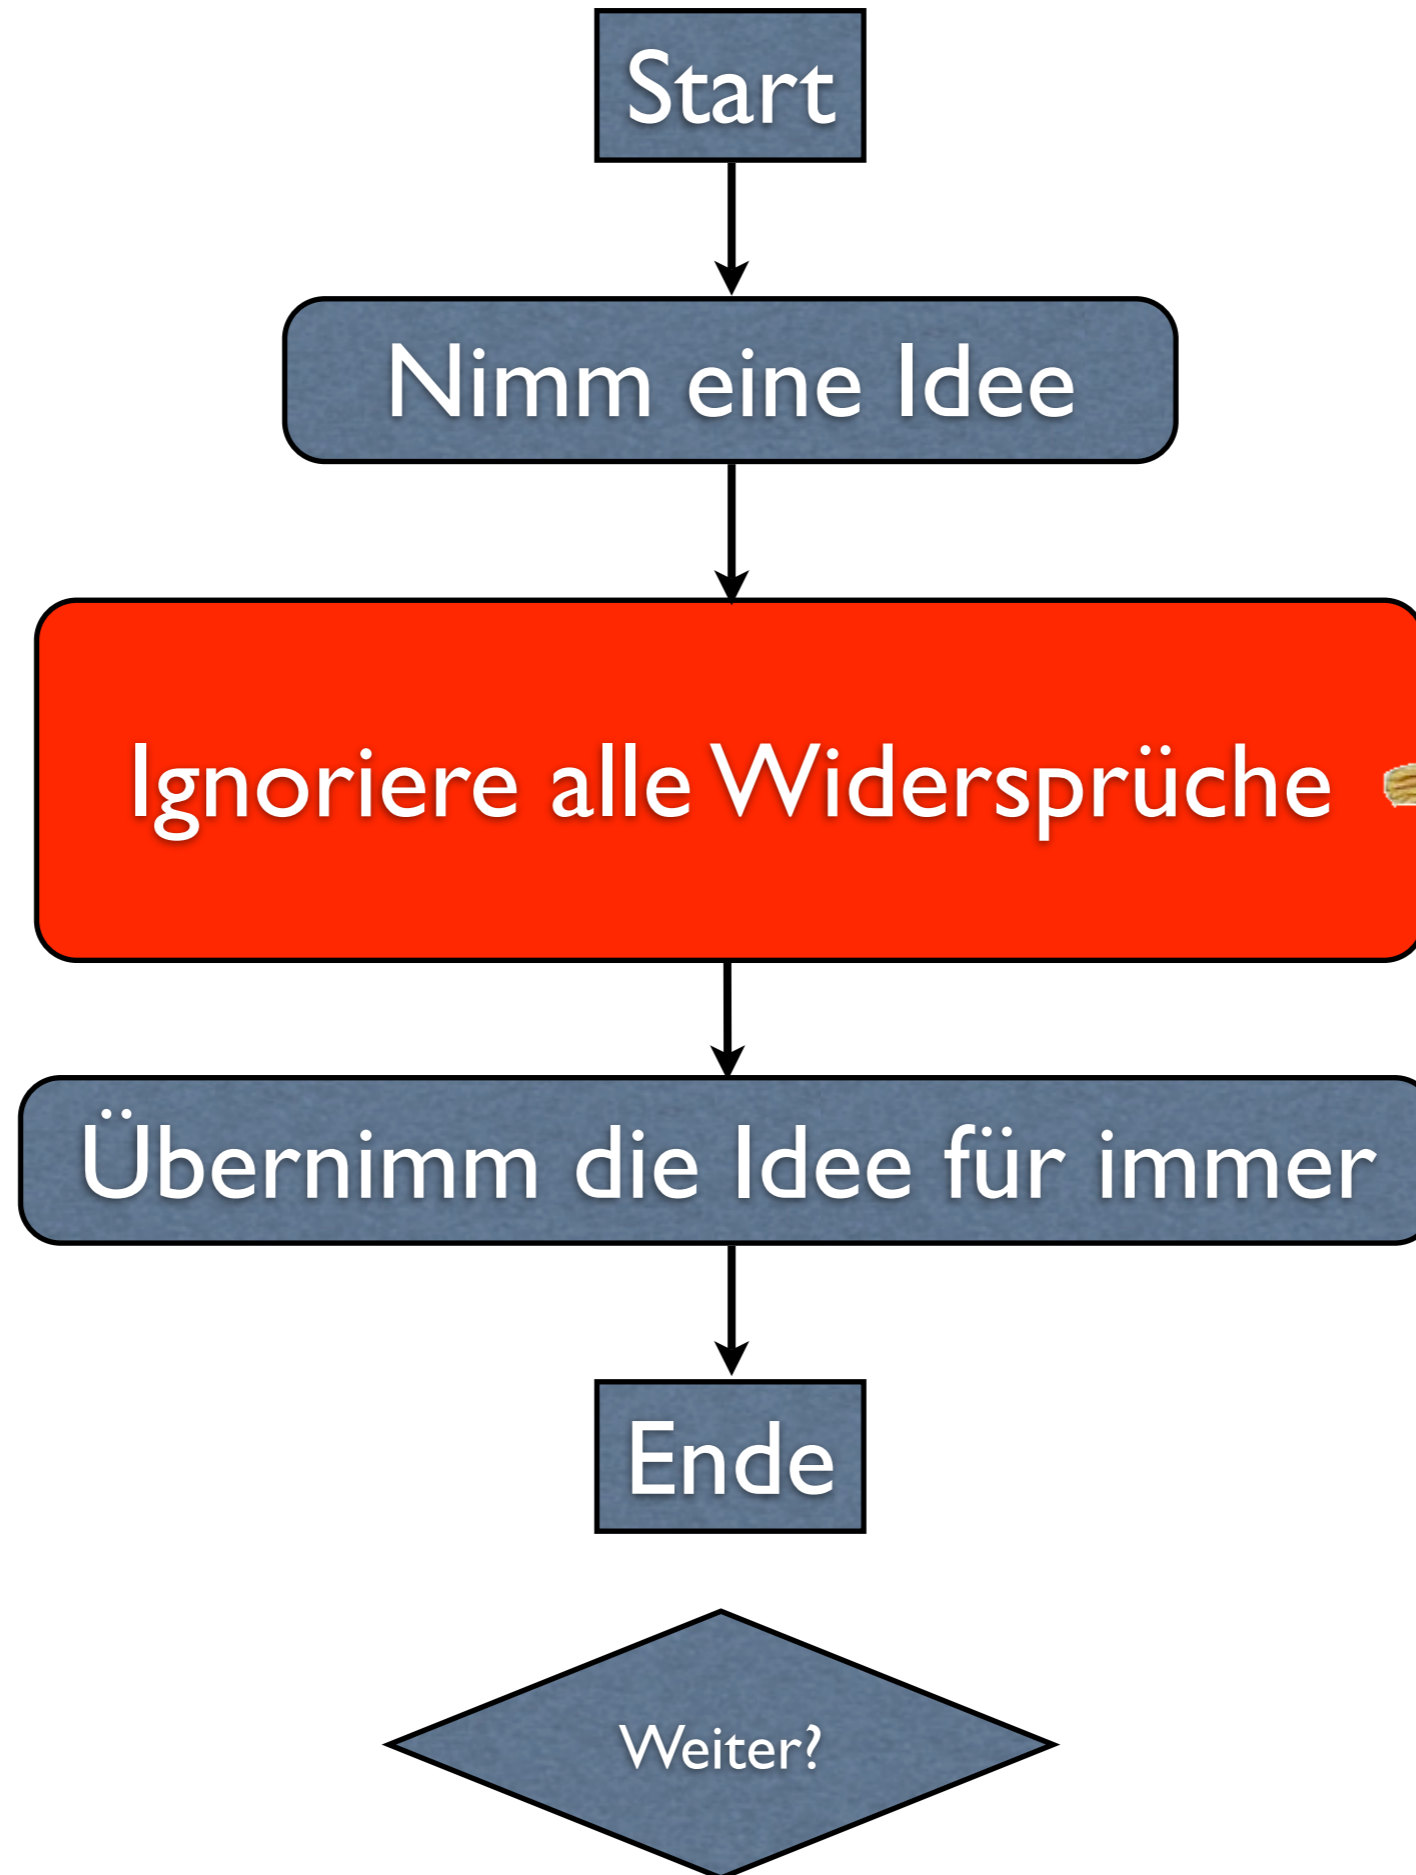 Start
Nimm eine Idee
Ignoriere alle Widersprüche
Übernimm die Idee für immer
Ende
Weiter?